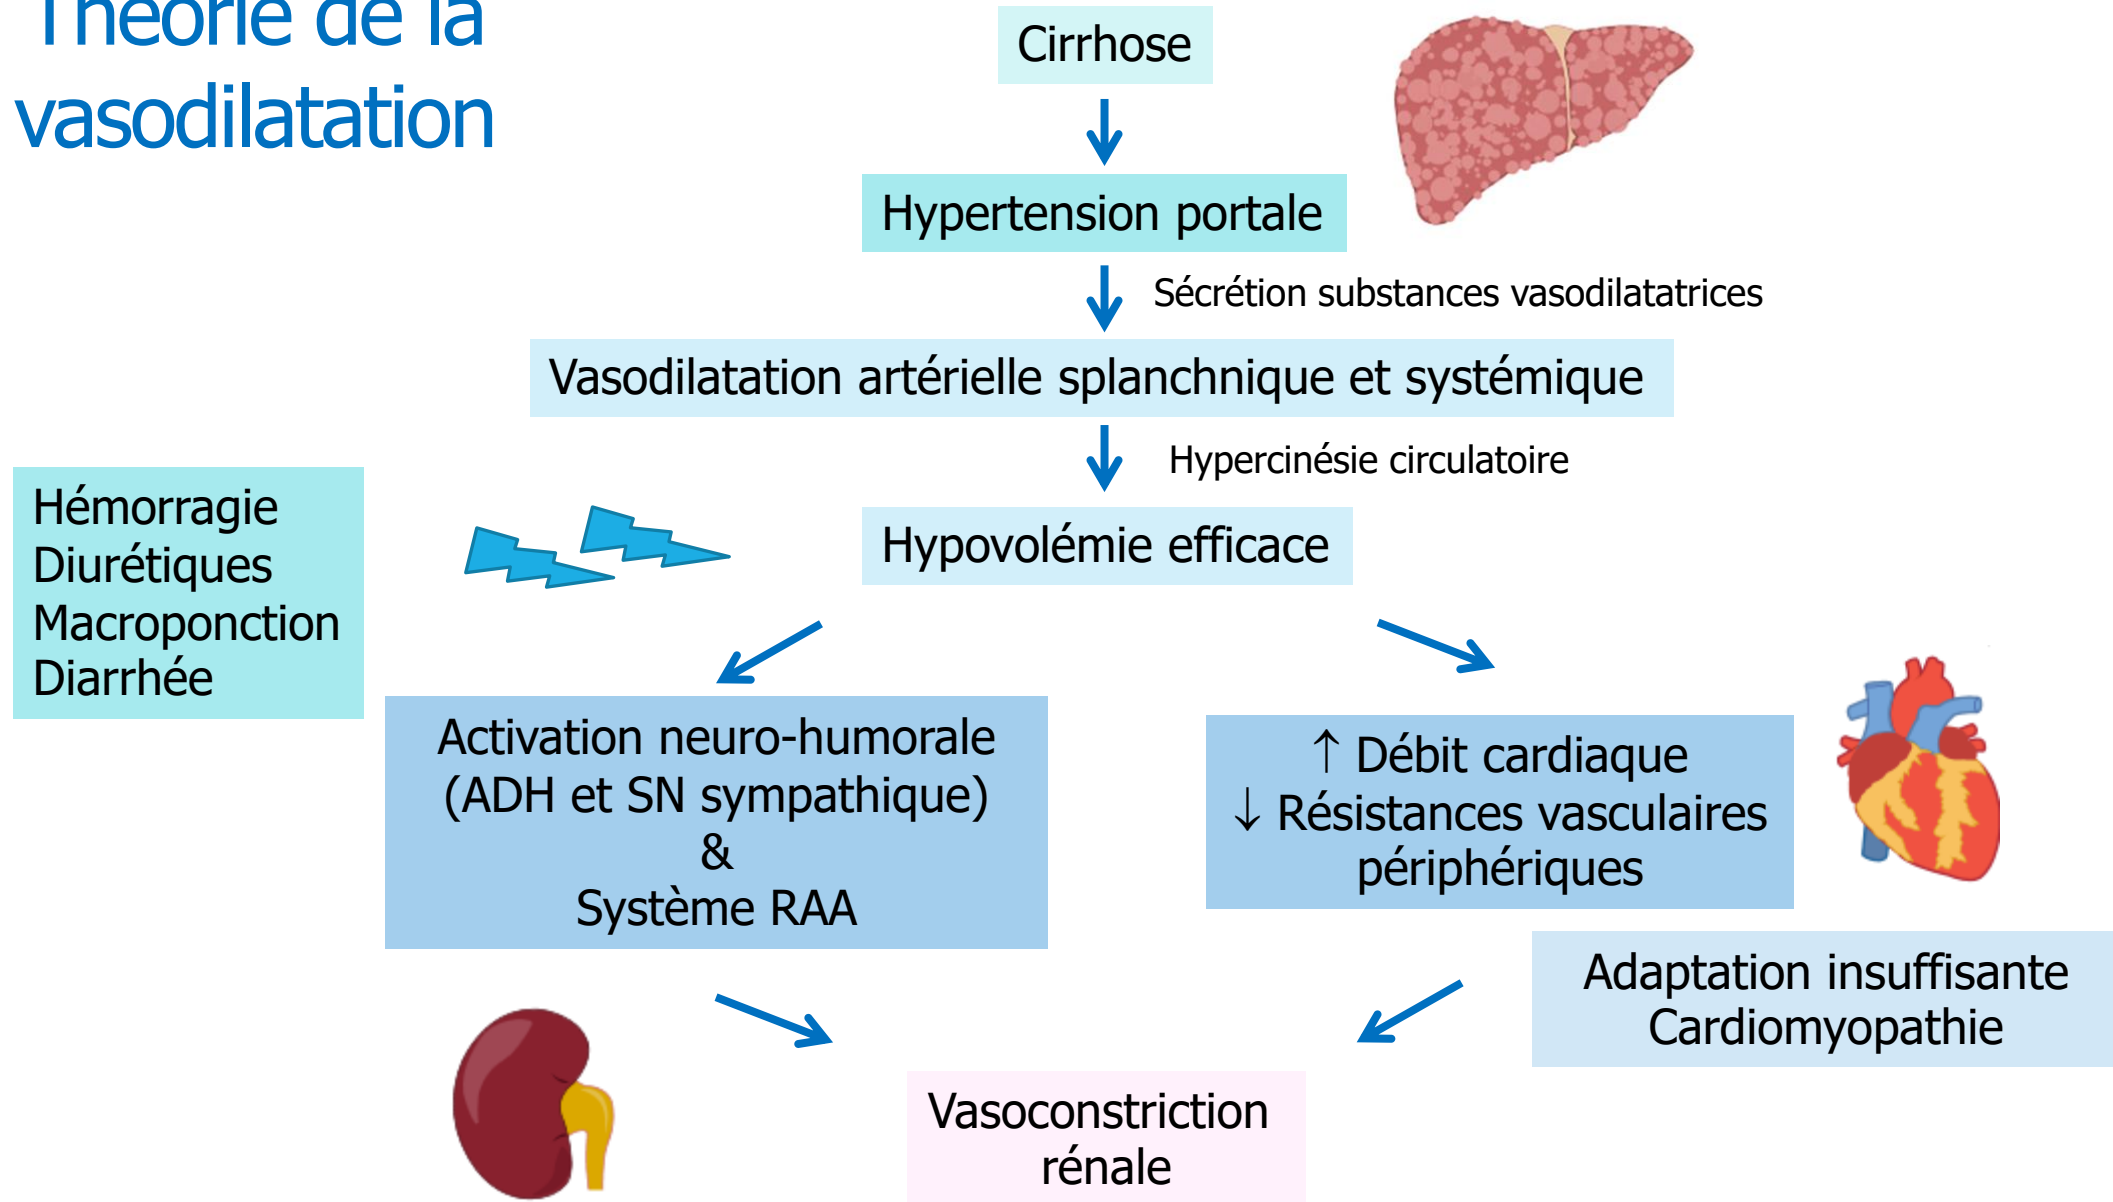 Théorie de la
vasodilatation
Cirrhose
Hypertension portale
Sécrétion substances vasodilatatrices
Vasodilatation artérielle splanchnique et systémique
Hypercinésie circulatoire
Hémorragie
Diurétiques
Macroponction
Diarrhée
Hypovolémie efficace
Activation neuro-humorale
(ADH et SN sympathique)
&
Système RAA
↑ Débit cardiaque
↓ Résistances vasculaires
périphériques
Adaptation insuffisante
Cardiomyopathie
Vasoconstriction
rénale